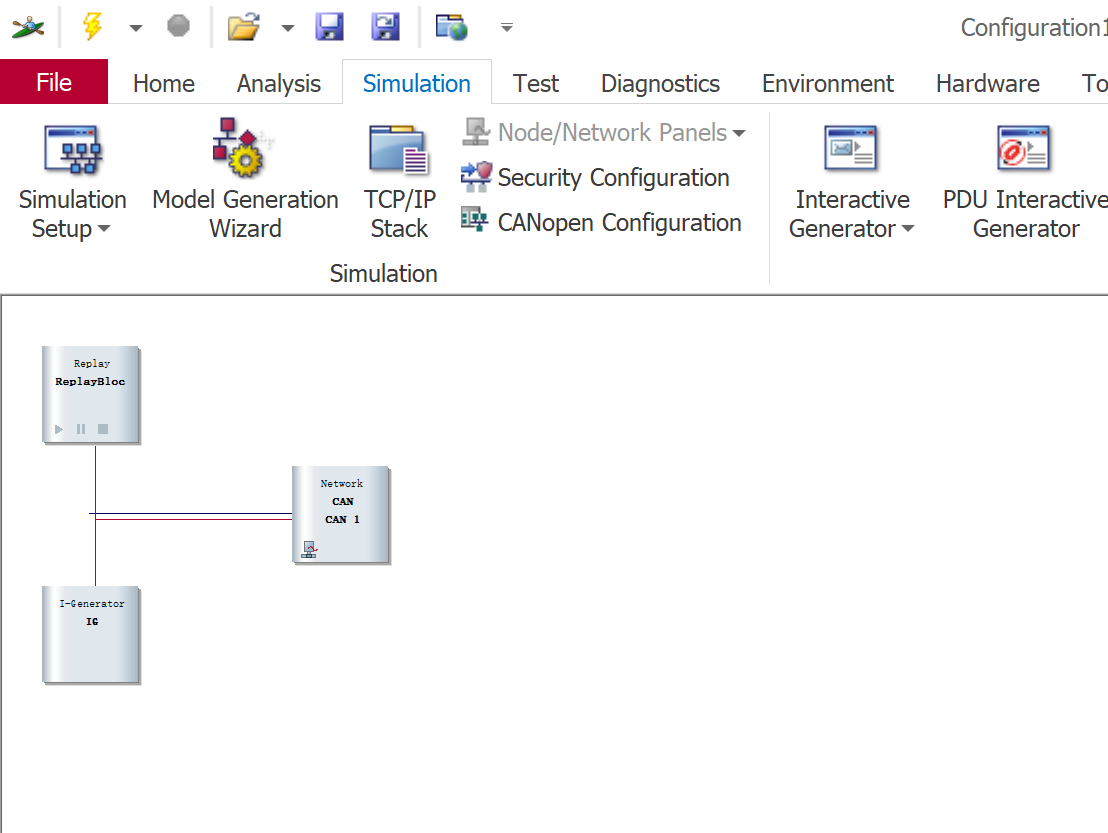 Configuration1
File Home Analysis Simulation Test Diagnostics Environment Hardware To
Node/Network Panels
Security Configuration
CANopen Configuration
Simulation
Setup
Model Generation
Wizard
TCP/IP
Stack
Interactive
Generator
PDU Interactive
Generator
Simulation
Replay
ReplayBloc
Network
CAN
CAN 1
I-Generator
IG